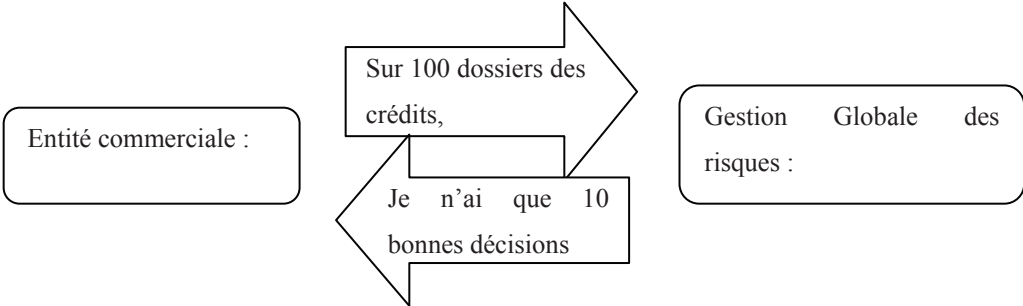 Entité commerciale :
Sur 100 dossiers des
crédits,
Je n’ai que 10
bonnes décisions
Gestion Globale des
risques :